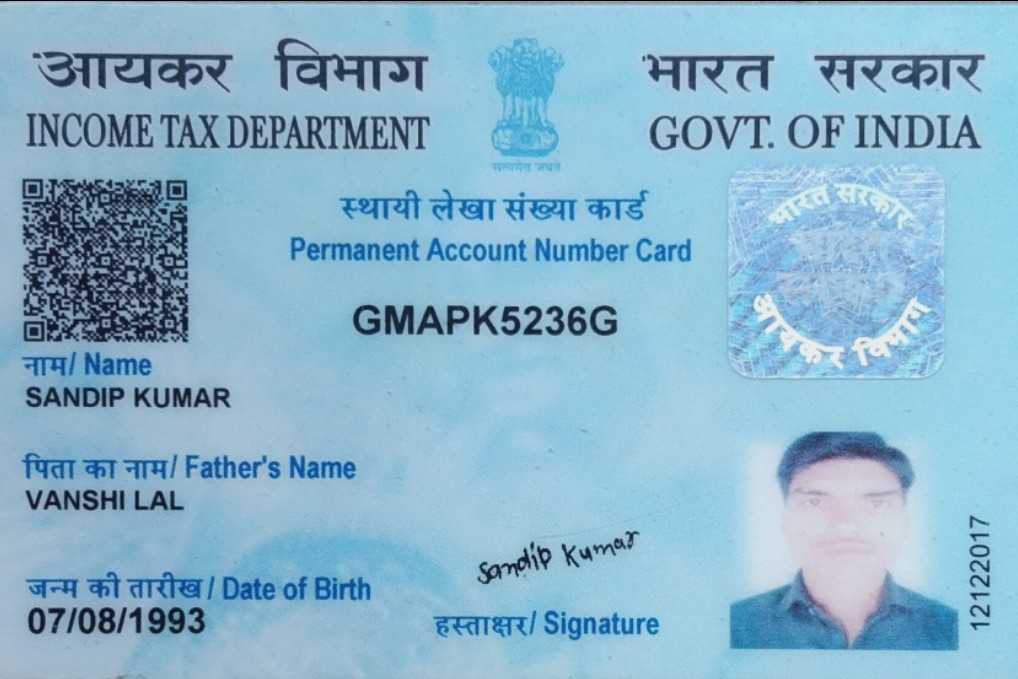 आयकर विभाग
INCOME TAX DEPARTMENT
भारत सरकार
GOVT. OF INDIA
सत्यमेव जयते
स्थायी लेखा संख्या कार्ड
Permanent Account Number Card
GMAPK5236G
भारत सरकार
आयकर विभाग
नाम/ Name
SANDIP KUMAR
पिता का नाम/ Father's Name
VANSHI LAL
जन्म की तारीख/ Date of Birth
07/08/1993
Sandip Kumar
हस्ताक्षर/ Signature
12122017